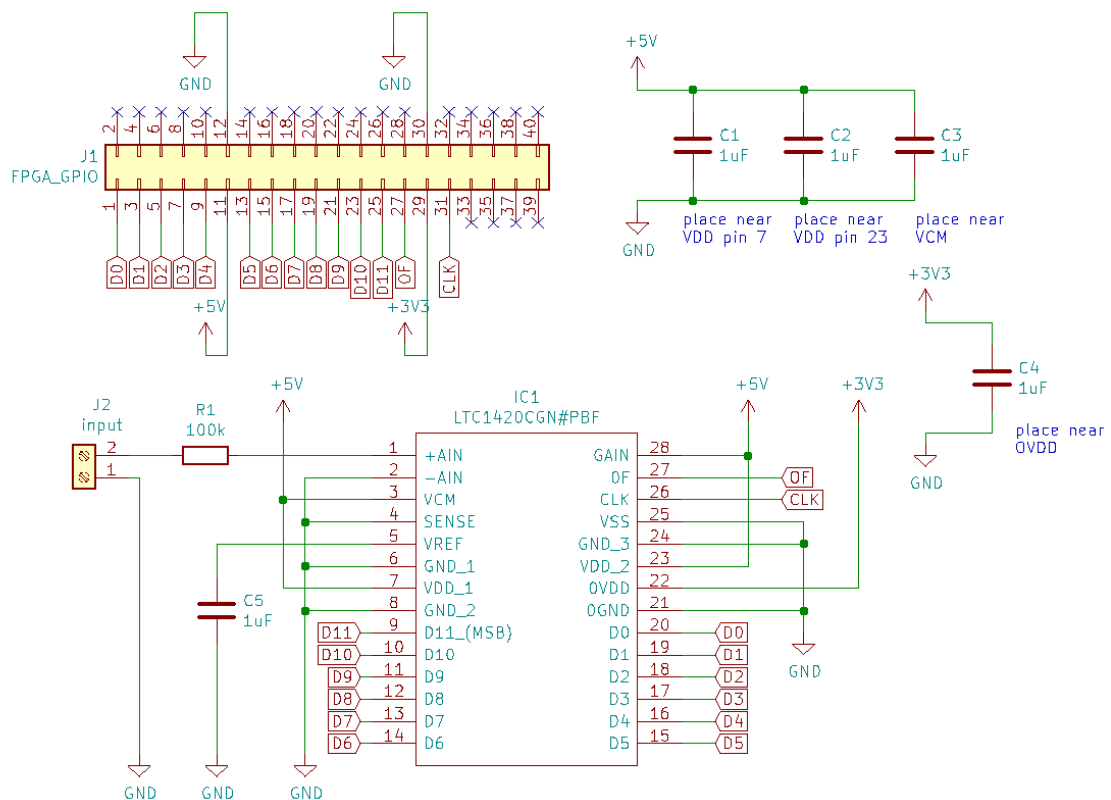 GND
GND
2 4 6 8 10 12 14 16 18 20 22 24 26 28 30 32 34 36 38 40
J1
FPGA_GPIO
1 3 5 7 9 11 13 15 17 19 21 23 25 27 29 31 33 35 37 39
D0 D1 D2 D3 D4 D5 D6 D7 D8 D9 D10 D11 OF CLK
+5V
+3V3
+5V
C1
1uF
C2
1uF
C3
1uF
GND
place near
VDD pin 7
place near
VDD pin 23
place near
VCM
+3V3
C4
1uF
place near
OVDD
GND
J2
input
2
1
R1
100k
+5V
IC1
LTC1420CGN#PBF
+5V
+3V3
1 +AIN
2 -AIN
3 VCM
4 SENSE
5 VREF
6 GND_1
7 VDD_1
8 GND_2
D11 9 D11_(MSB)
D10 10 D10
D9 11 D9
D8 12 D8
D7 13 D7
D6 14 D6
GAIN 28
OF 27 OF
CLK 26 CLK
VSS 25
GND_3 24
VDD_2 23
OVDD 22
OGND 21
D0 20 D0
D1 19 D1
D2 18 D2
D3 17 D3
D4 16 D4
D5 15 D5
C5
1uF
GND
GND
GND
GND